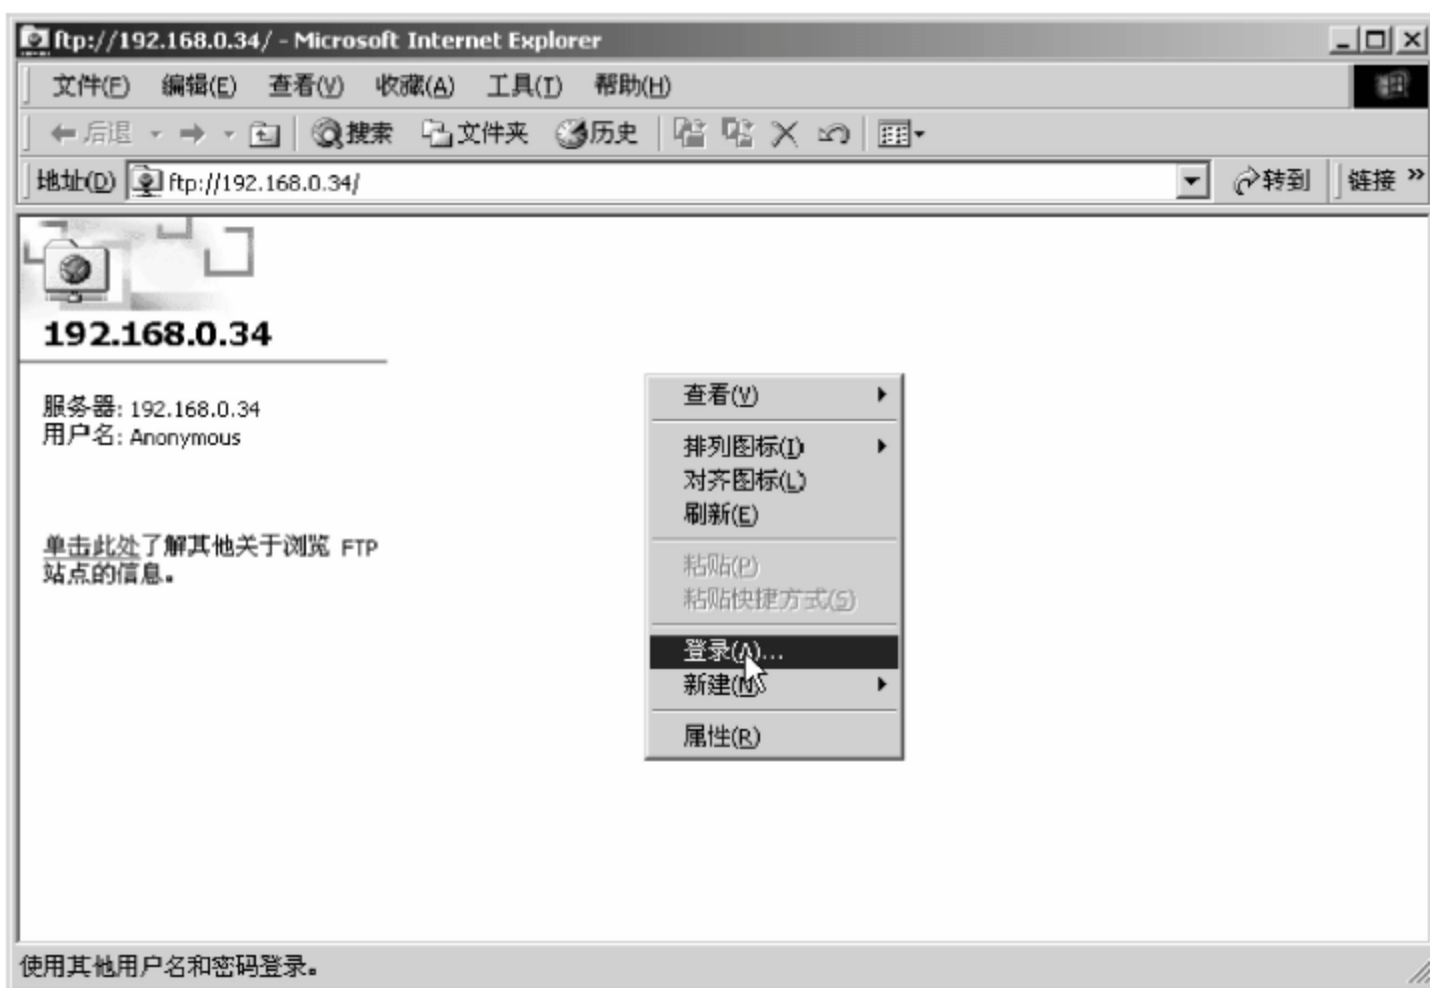 ftp://192.168.0.34/ - Microsoft Internet Explorer
文件(F) 编辑(E) 查看(V) 收藏(A) 工具(T) 帮助(H)
后退 搜索 文件夹 历史
地址(D) ftp://192.168.0.34/ 转到 链接 »
192.168.0.34
服务器: 192.168.0.34
用户名: Anonymous
单击此处了解其他关于浏览 FTP
站点的信息。
查看(V)
排列图标(I)
对齐图标(L)
刷新(E)
粘贴(P)
粘贴快捷方式(S)
登录(A)...
新建(N)
属性(R)
使用其他用户名和密码登录。